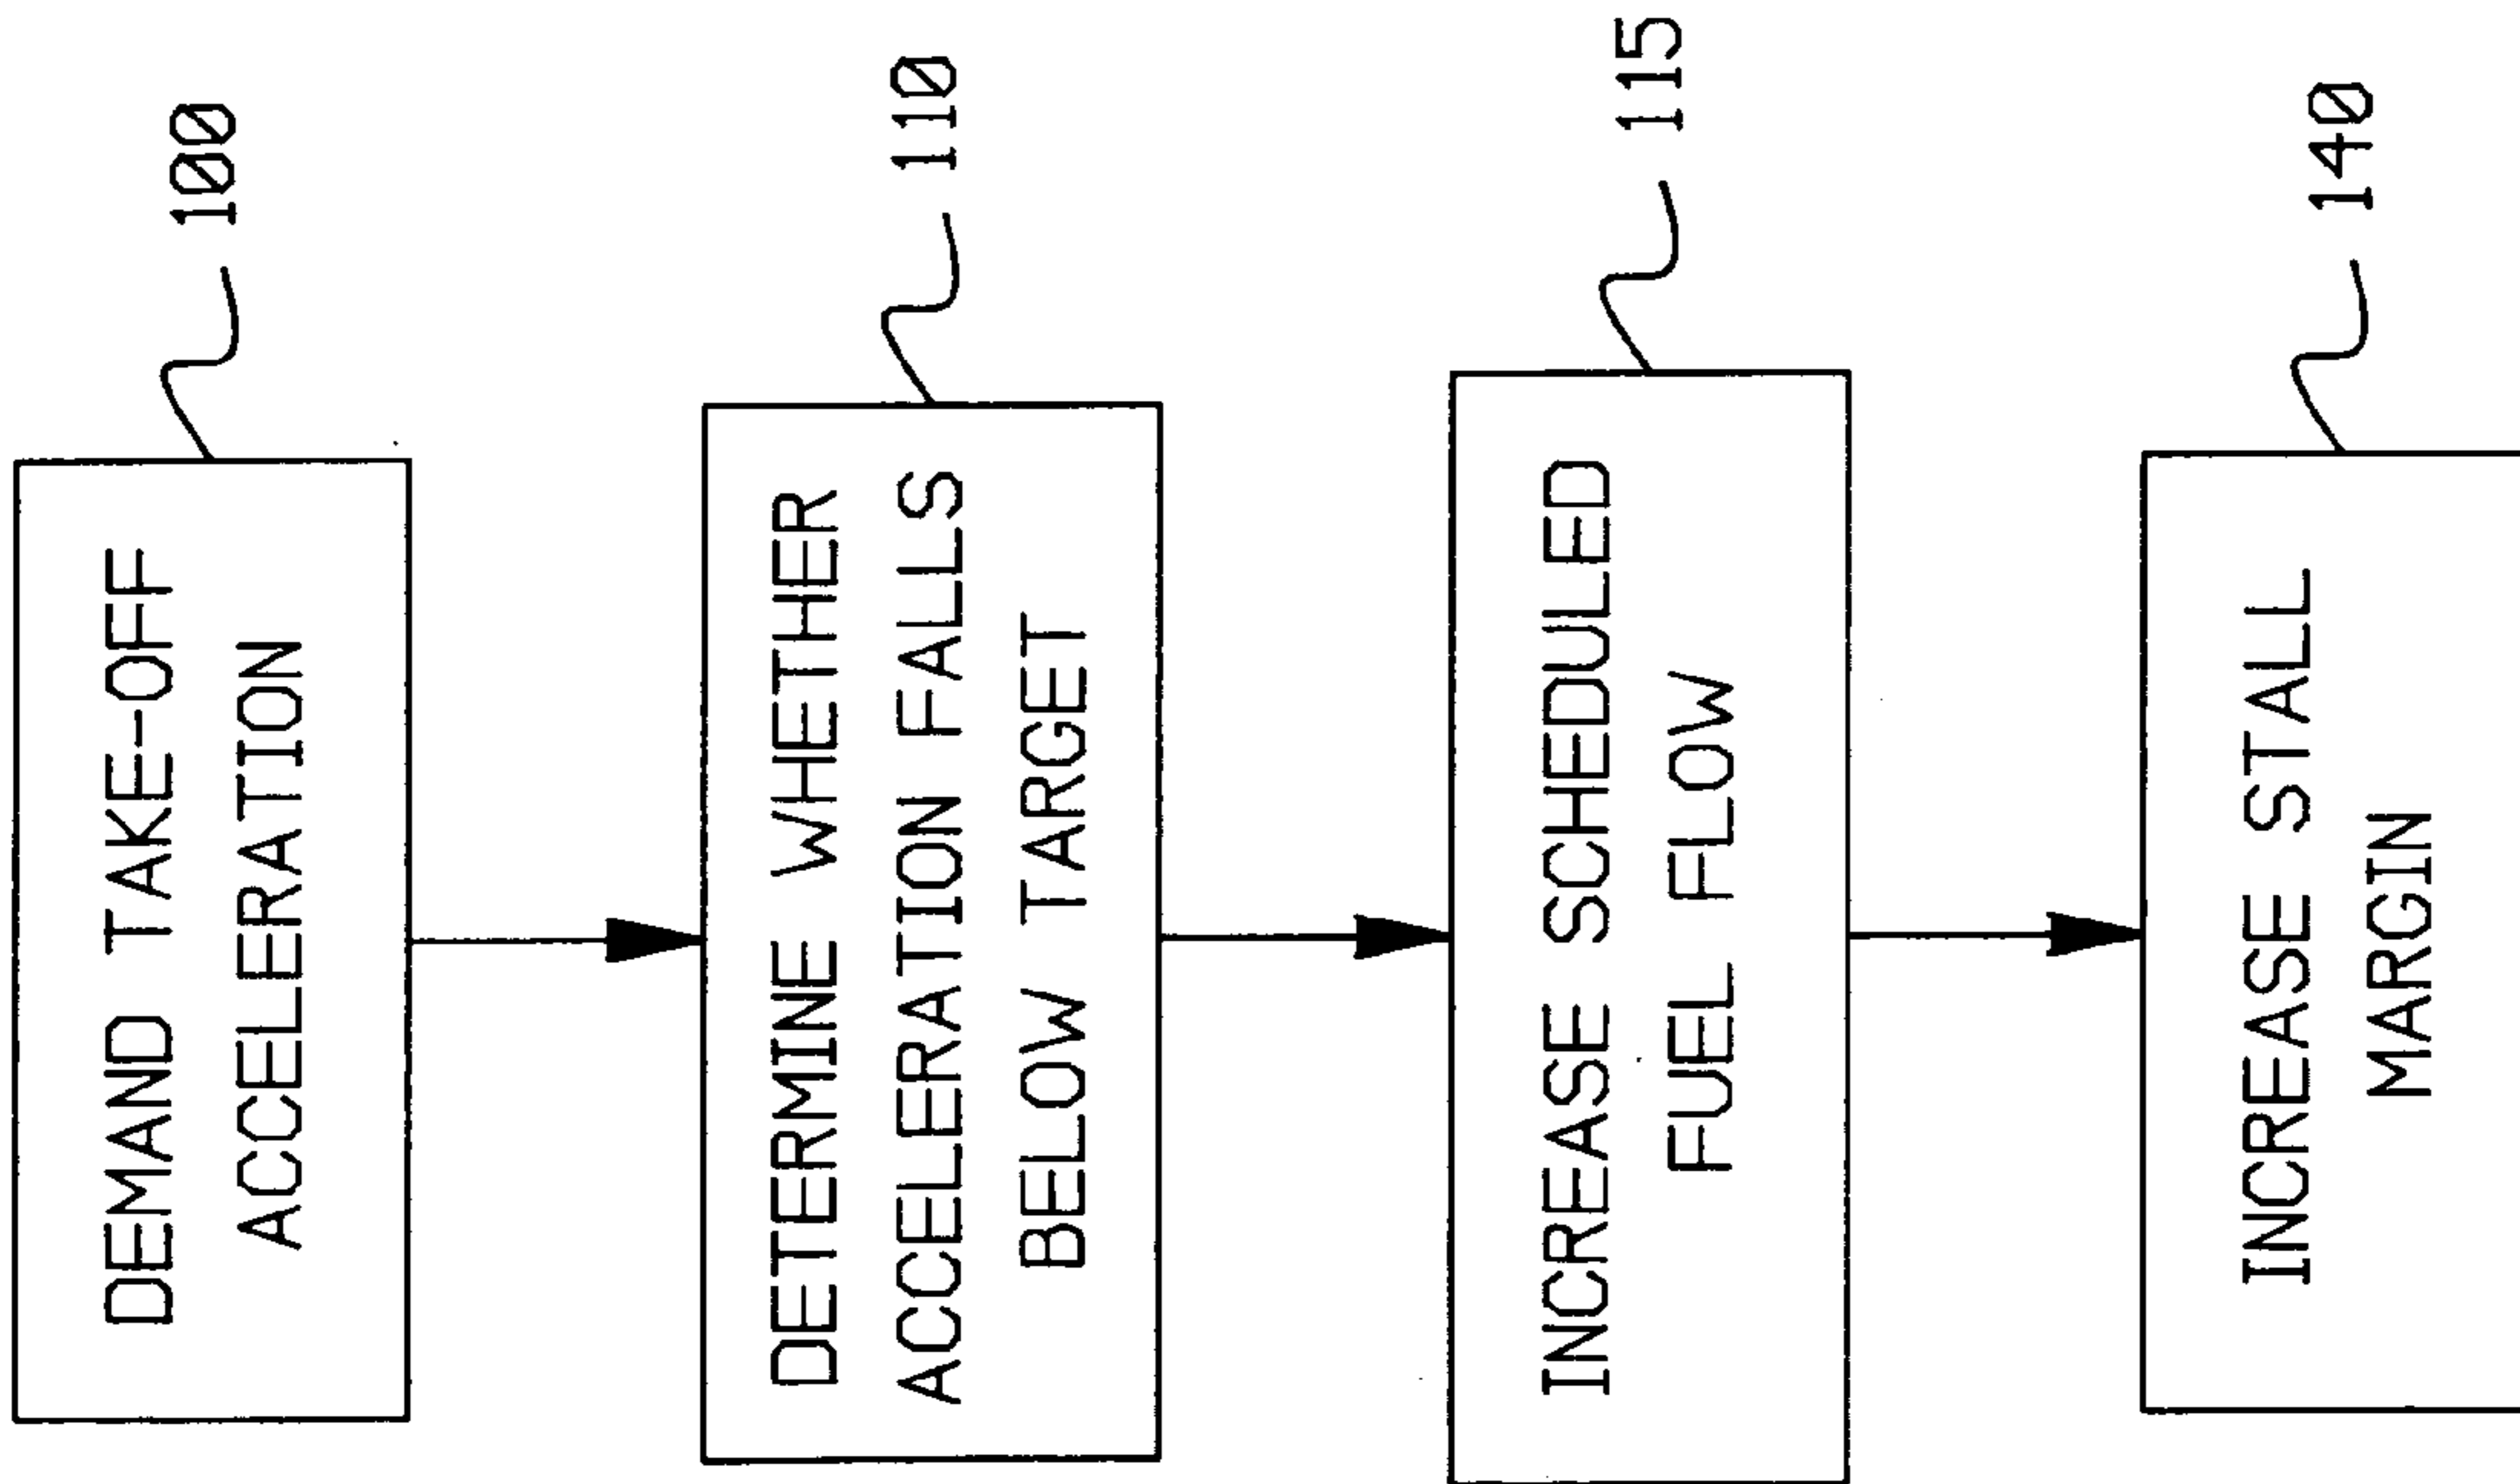 DEMAND TAKE-OFF
ACCELERATION
100
DETERMINE WHETHER
ACCELERATION FALLS
BELOW TARGET
110
INCREASE SCHEDULED
FUEL FLOW
115
INCREASE STALL
MARGIN
140